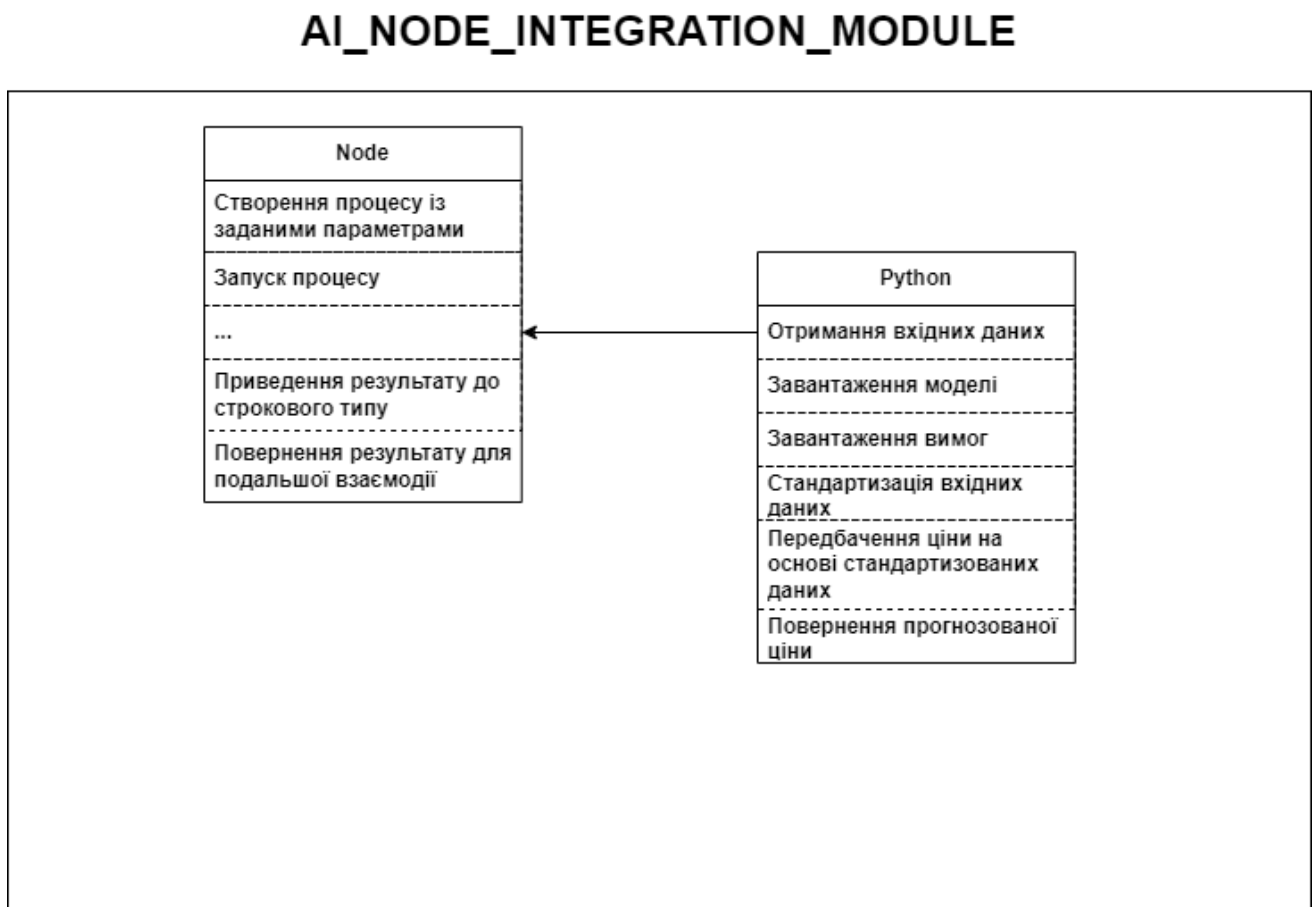 AI_NODE_INTEGRATION_MODULE
Node
Створення процесу із
заданими параметрами
Запуск процесу
...
Приведення результату до
строкового типу
Повернення результату для
подальшої взаємодії
Python
Отримання вхідних даних
Завантаження моделі
Завантаження вимог
Стандартизація вхідних
даних
Передбачення ціни на
основі стандартизованих
даних
Повернення прогнозованої
ціни